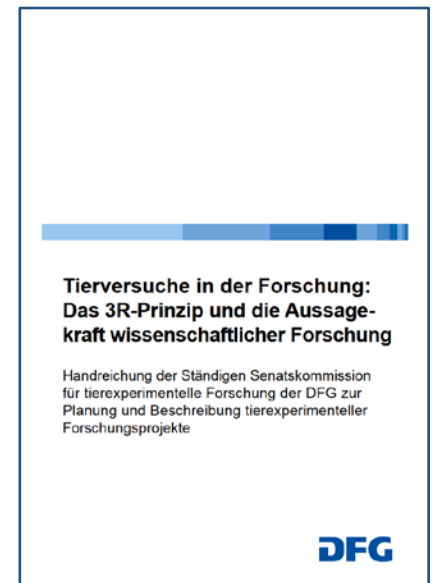 Tierversuche in der Forschung:
Das 3R-Prinzip und die Aussage-
kraft wissenschaftlicher Forschung
Handreichung der Ständigen Senatskommission
für tierexperimentelle Forschung der DFG zur
Planung und Beschreibung tierexperimenteller
Forschungsprojekte
DFG